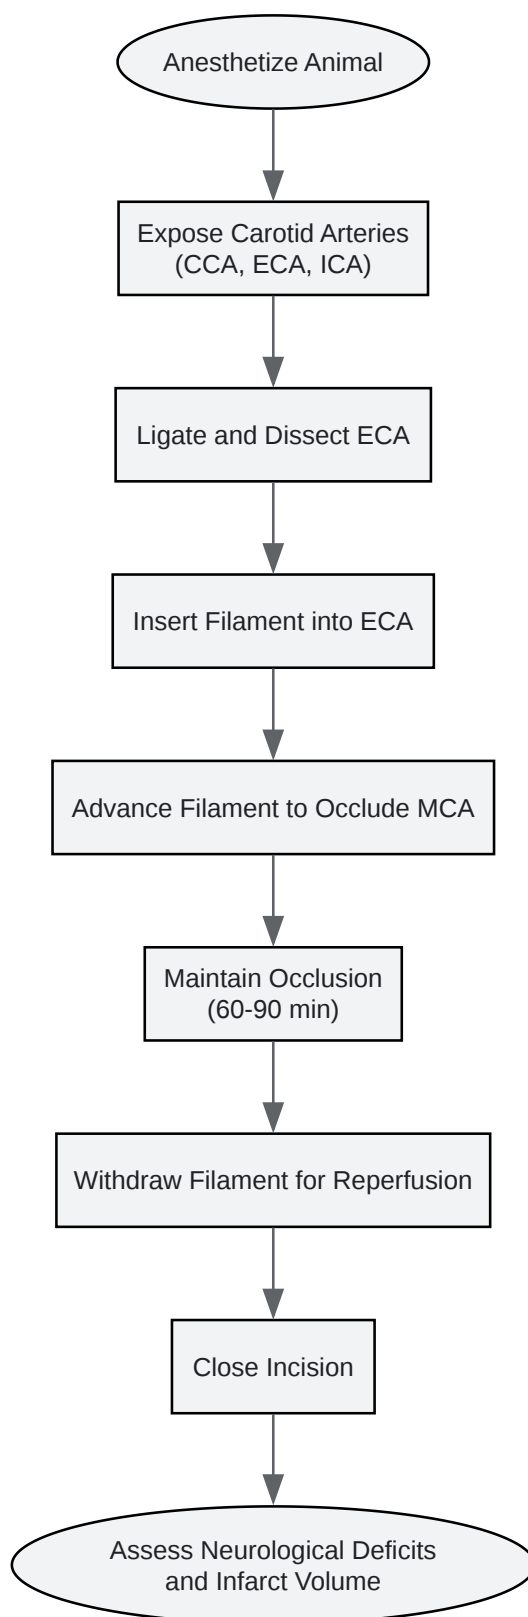 Anesthetize Animal
Expose Carotid Arteries
(CCA, ECA, ICA)
Ligate and Dissect ECA
Insert Filament into ECA
Advance Filament to Occlude MCA
Maintain Occlusion
(60-90 min)
Withdraw Filament for Reperfusion
Close Incision
Assess Neurological Deficits
and Infarct Volume